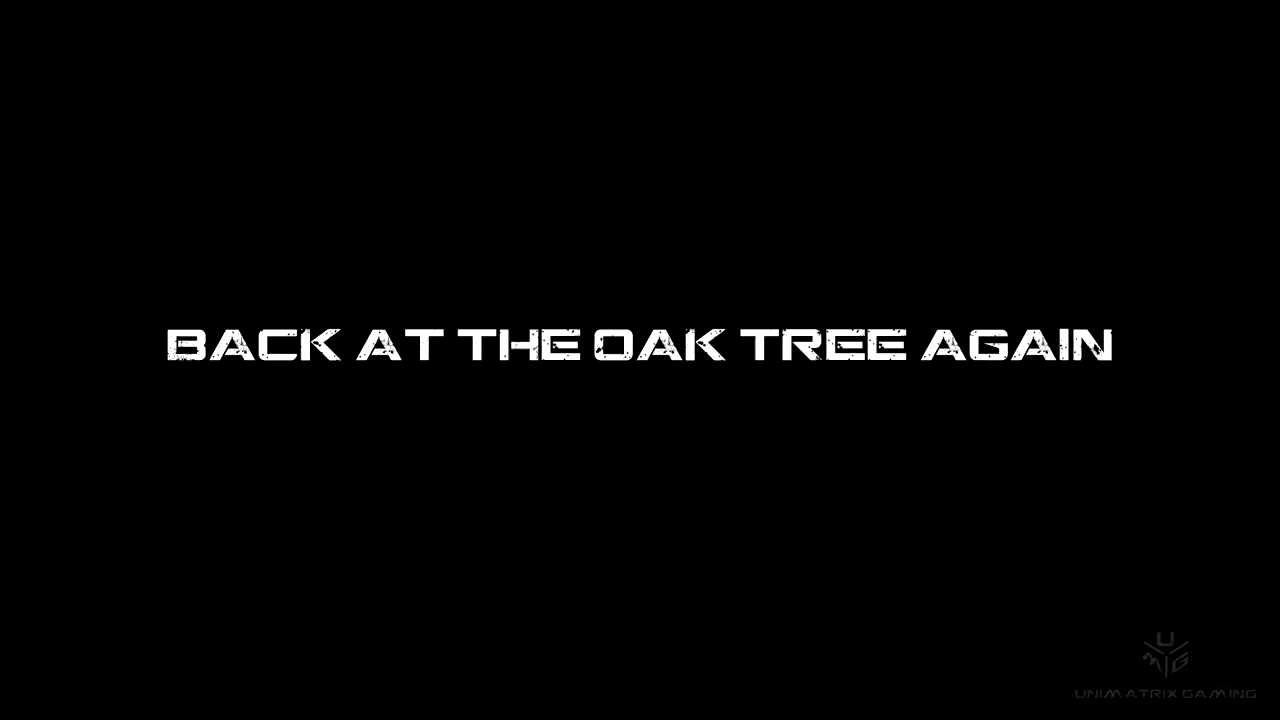 BACK AT THE OAK TREE AGAIN
U
M G
UNIMATRIX GAMING